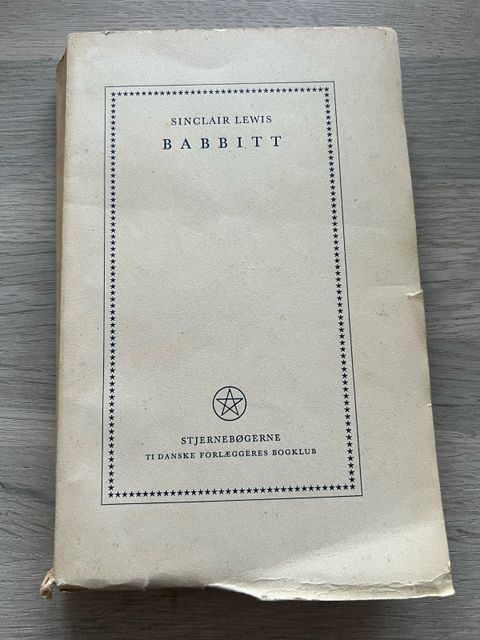 SINCLAIR LEWIS
BABBITT
STJERNEBØGERNE
TI DANSKE FORLÆGGERES BOGKLUB